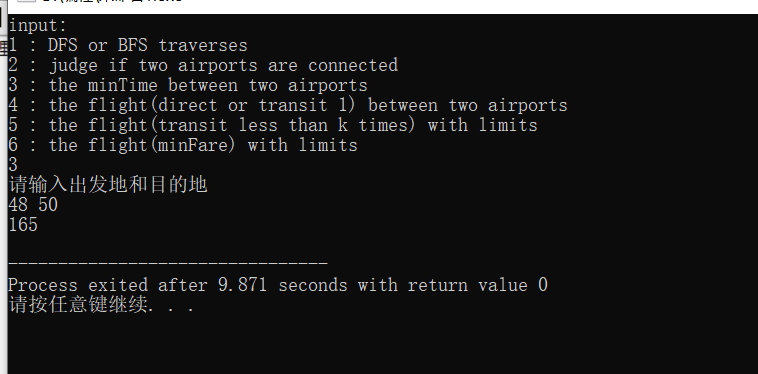 input:
1 : DFS or BFS traverses
2 : judge if two airports are connected
3 : the minTime between two airports
4 : the flight(direct or transit 1) between two airports
5 : the flight(transit less than k times) with limits
6 : the flight(minFare) with limits
3
请输入出发地和目的地
48 50
165
--------------------------------
Process exited after 9.871 seconds with return value 0
请按任意键继续. . .